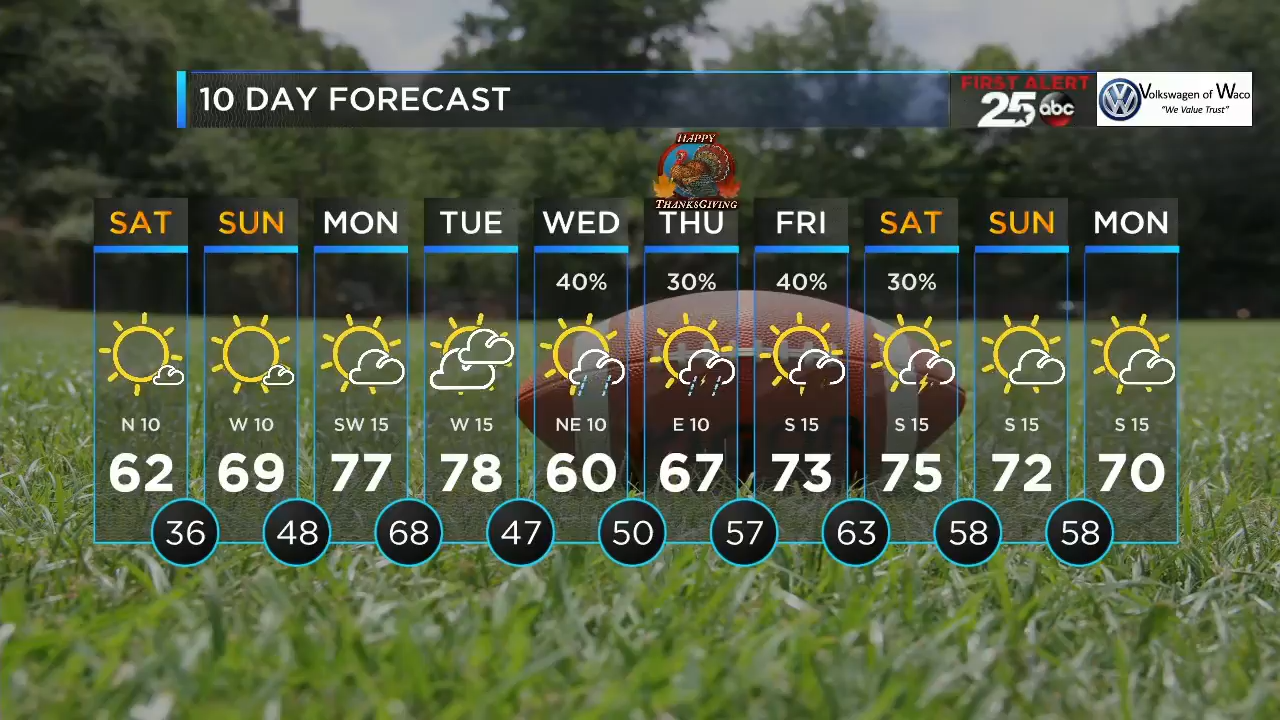 10 DAY FORECAST
FIRST ALERT
25 abc
Volkswagen of Waco
"We Value Trust"
HAPPY
THANKSGIVING
SAT SUN MON TUE WED THU FRI SAT SUN MON
40% 30% 40% 30%
N 10 W 10 SW 15 W 15 NE 10 E 10 S 15 S 15 S 15 S 15
62 69 77 78 60 67 73 75 72 70
36 48 68 47 50 57 63 58 58